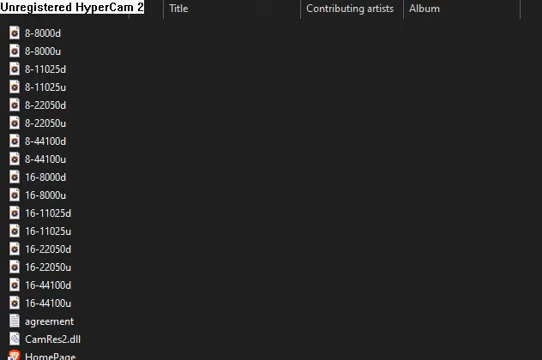 Unregistered HyperCam 2
Title Contributing artists Album
8-8000d
8-8000u
8-11025d
8-11025u
8-22050d
8-22050u
8-44100d
8-44100u
16-8000d
16-8000u
16-11025d
16-11025u
16-22050d
16-22050u
16-44100d
16-44100u
agreement
CamRes2.dll
HomePage